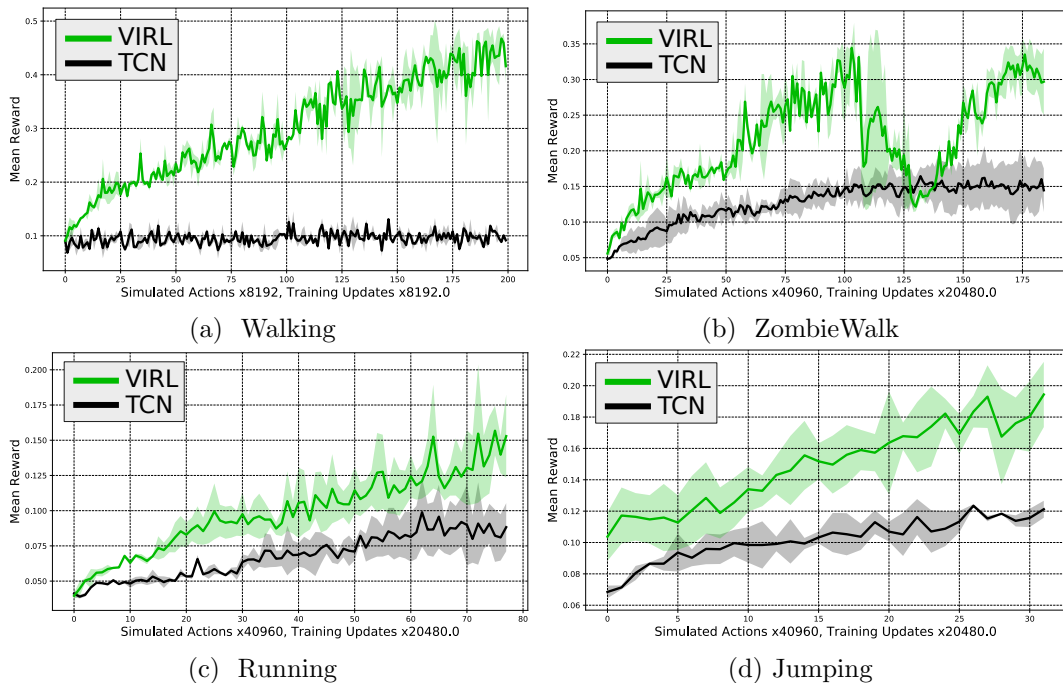 VIRL
TCN
Mean Reward
0.5
0.4
0.3
0.2
0.1
0 25 50 75 100 125 150 175 200
Simulated Actions x8192, Training Updates x8192.0
(a) Walking
VIRL
TCN
Mean Reward
0.35
0.30
0.25
0.20
0.15
0.10
0.05
0 25 50 75 100 125 150 175
Simulated Actions x40960, Training Updates x20480.0
(b) ZombieWalk
VIRL
TCN
Mean Reward
0.200
0.175
0.150
0.125
0.100
0.075
0.050
0 10 20 30 40 50 60 70 80
Simulated Actions x40960, Training Updates x20480.0
(c) Running
VIRL
TCN
Mean Reward
0.22
0.20
0.18
0.16
0.14
0.12
0.10
0.08
0.06
0 5 10 15 20 25 30
Simulated Actions x40960, Training Updates x20480.0
(d) Jumping